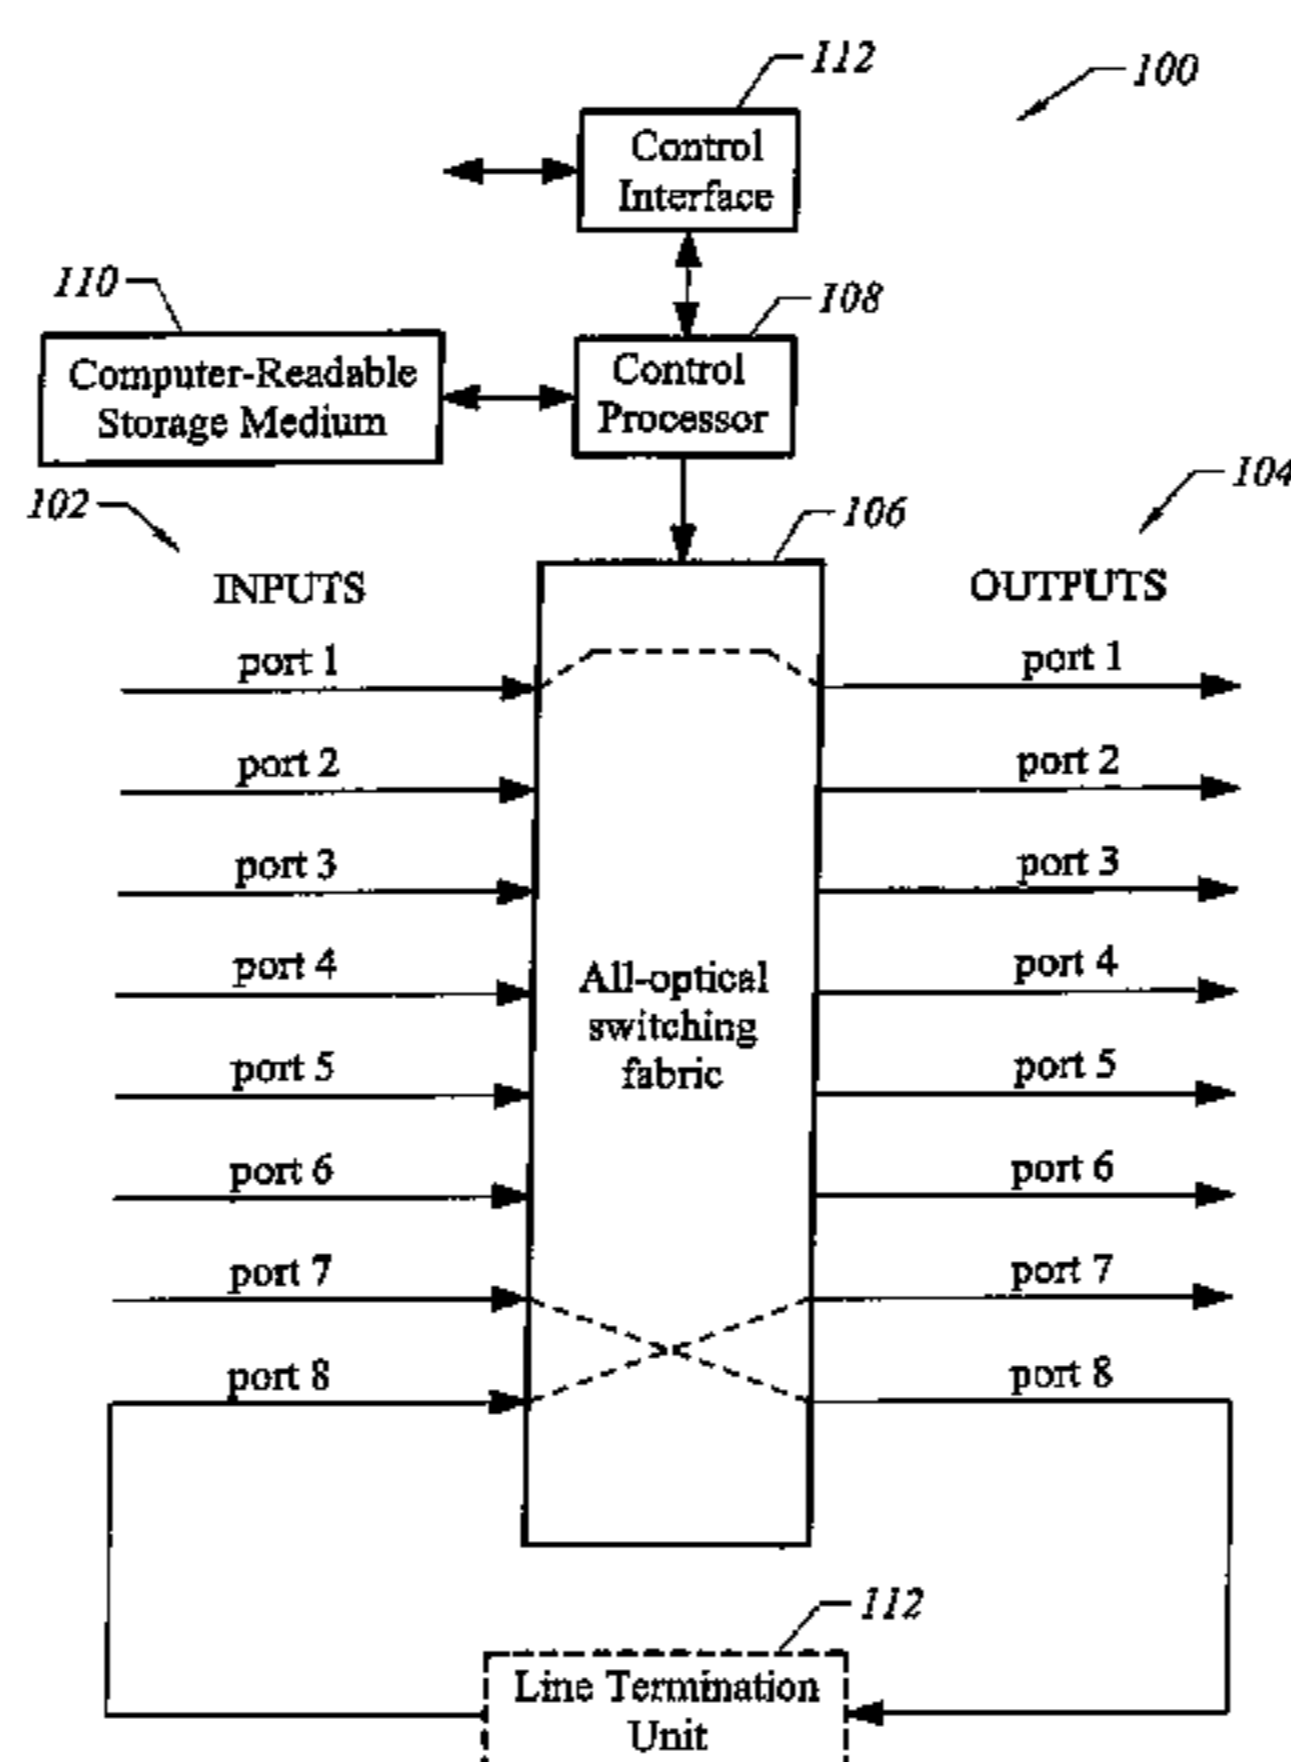 112
100
Control
Interface
110
108
Computer-Readable
Storage Medium
Control
Processor
102
104
106
INPUTS
OUTPUTS
port 1
port 1
port 2
port 2
port 3
port 3
port 4
port 4
All-optical
switching
fabric
port 5
port 5
port 6
port 6
port 7
port 7
port 8
port 8
112
Line Termination
Unit